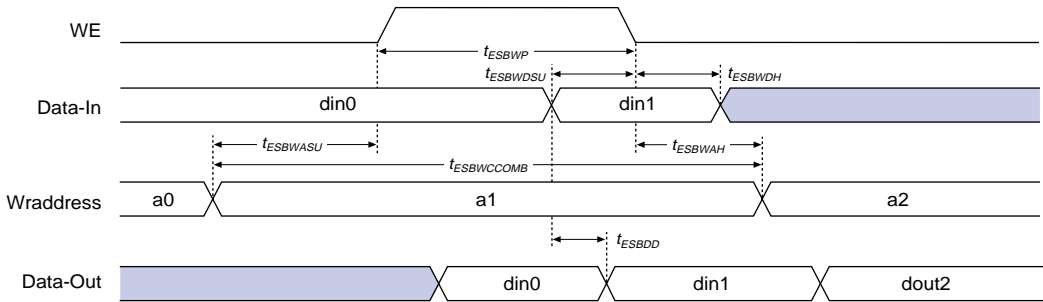 WE
tESBWP
tESBWDSU
tESBWDH
Data-In din0 din1
tESBWASU
tESBWAH
tESBWCCOMB
Wraddress a0 a1 a2
tESBDD
Data-Out din0 din1 dout2